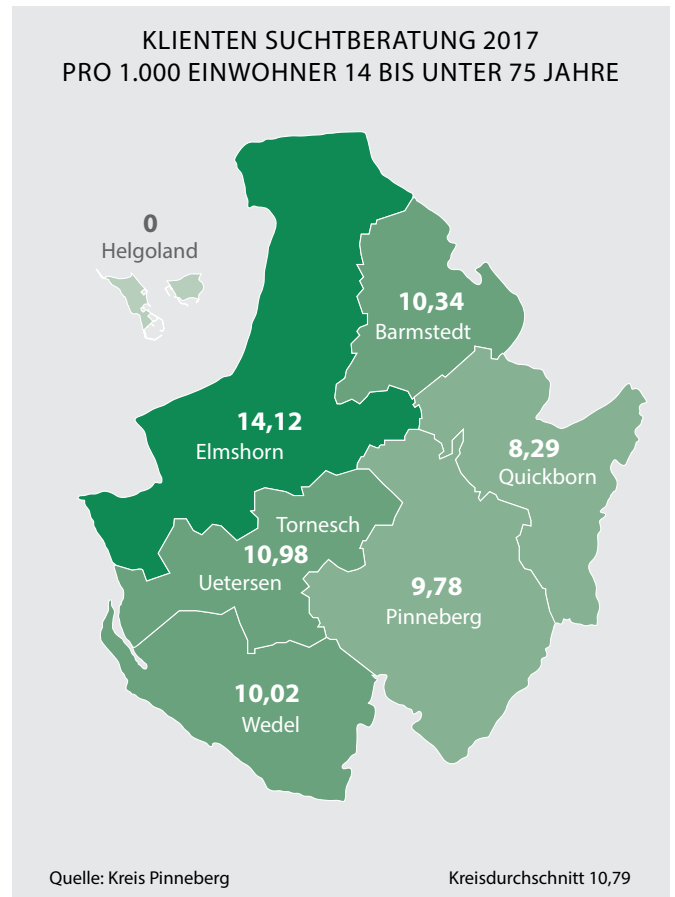 KLIENTEN SUCHTBERATUNG 2017
PRO 1.000 EINWOHNER 14 BIS UNTER 75 JAHRE
0
Helgoland
10,34
Barmstedt
14,12
Elmshorn
8,29
Quickborn
Tornesch
10,98
Uetersen
9,78
Pinneberg
10,02
Wedel
Quelle: Kreis Pinneberg
Kreisdurchschnitt 10,79